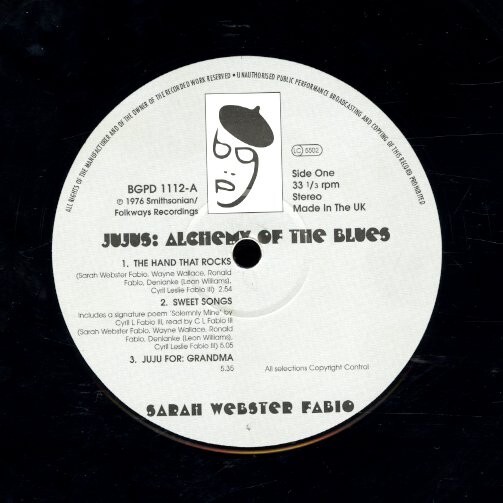 ALL RIGHTS OF THE MANUFACTURER AND OF THE OWNER OF THE RECORDED WORK RESERVED • UNAUTHORISED PUBLIC PERFORMANCE BROADCASTING AND COPYING OF THIS RECORD PROHIBITED
BGPD 1112-A
℗ 1976 Smithsonian/
Folkways Recordings
LC 5502
Side One
33 1/3 rpm
Stereo
Made In The UK
JUJUS: ALCHEMY OF THE BLUES
1. THE HAND THAT ROCKS
(Sarah Webster Fabio, Wayne Wallace, Ronald
Fabio, Denianke (Leon Williams),
Cyril Leslie Fabio III) 2.54
2. SWEET SONGS
Includes a signature poem 'Solemnly Mine' by
Cyril L Fabio III, read by C L Fabio III
(Sarah Webster Fabio, Wayne Wallace, Ronald
Fabio, Denianke (Leon Williams),
Cyril Leslie Fabio III) 5.05
3. JUJU FOR: GRANDMA
5.35
All selections Copyright Control
SARAH WEBSTER FABIO